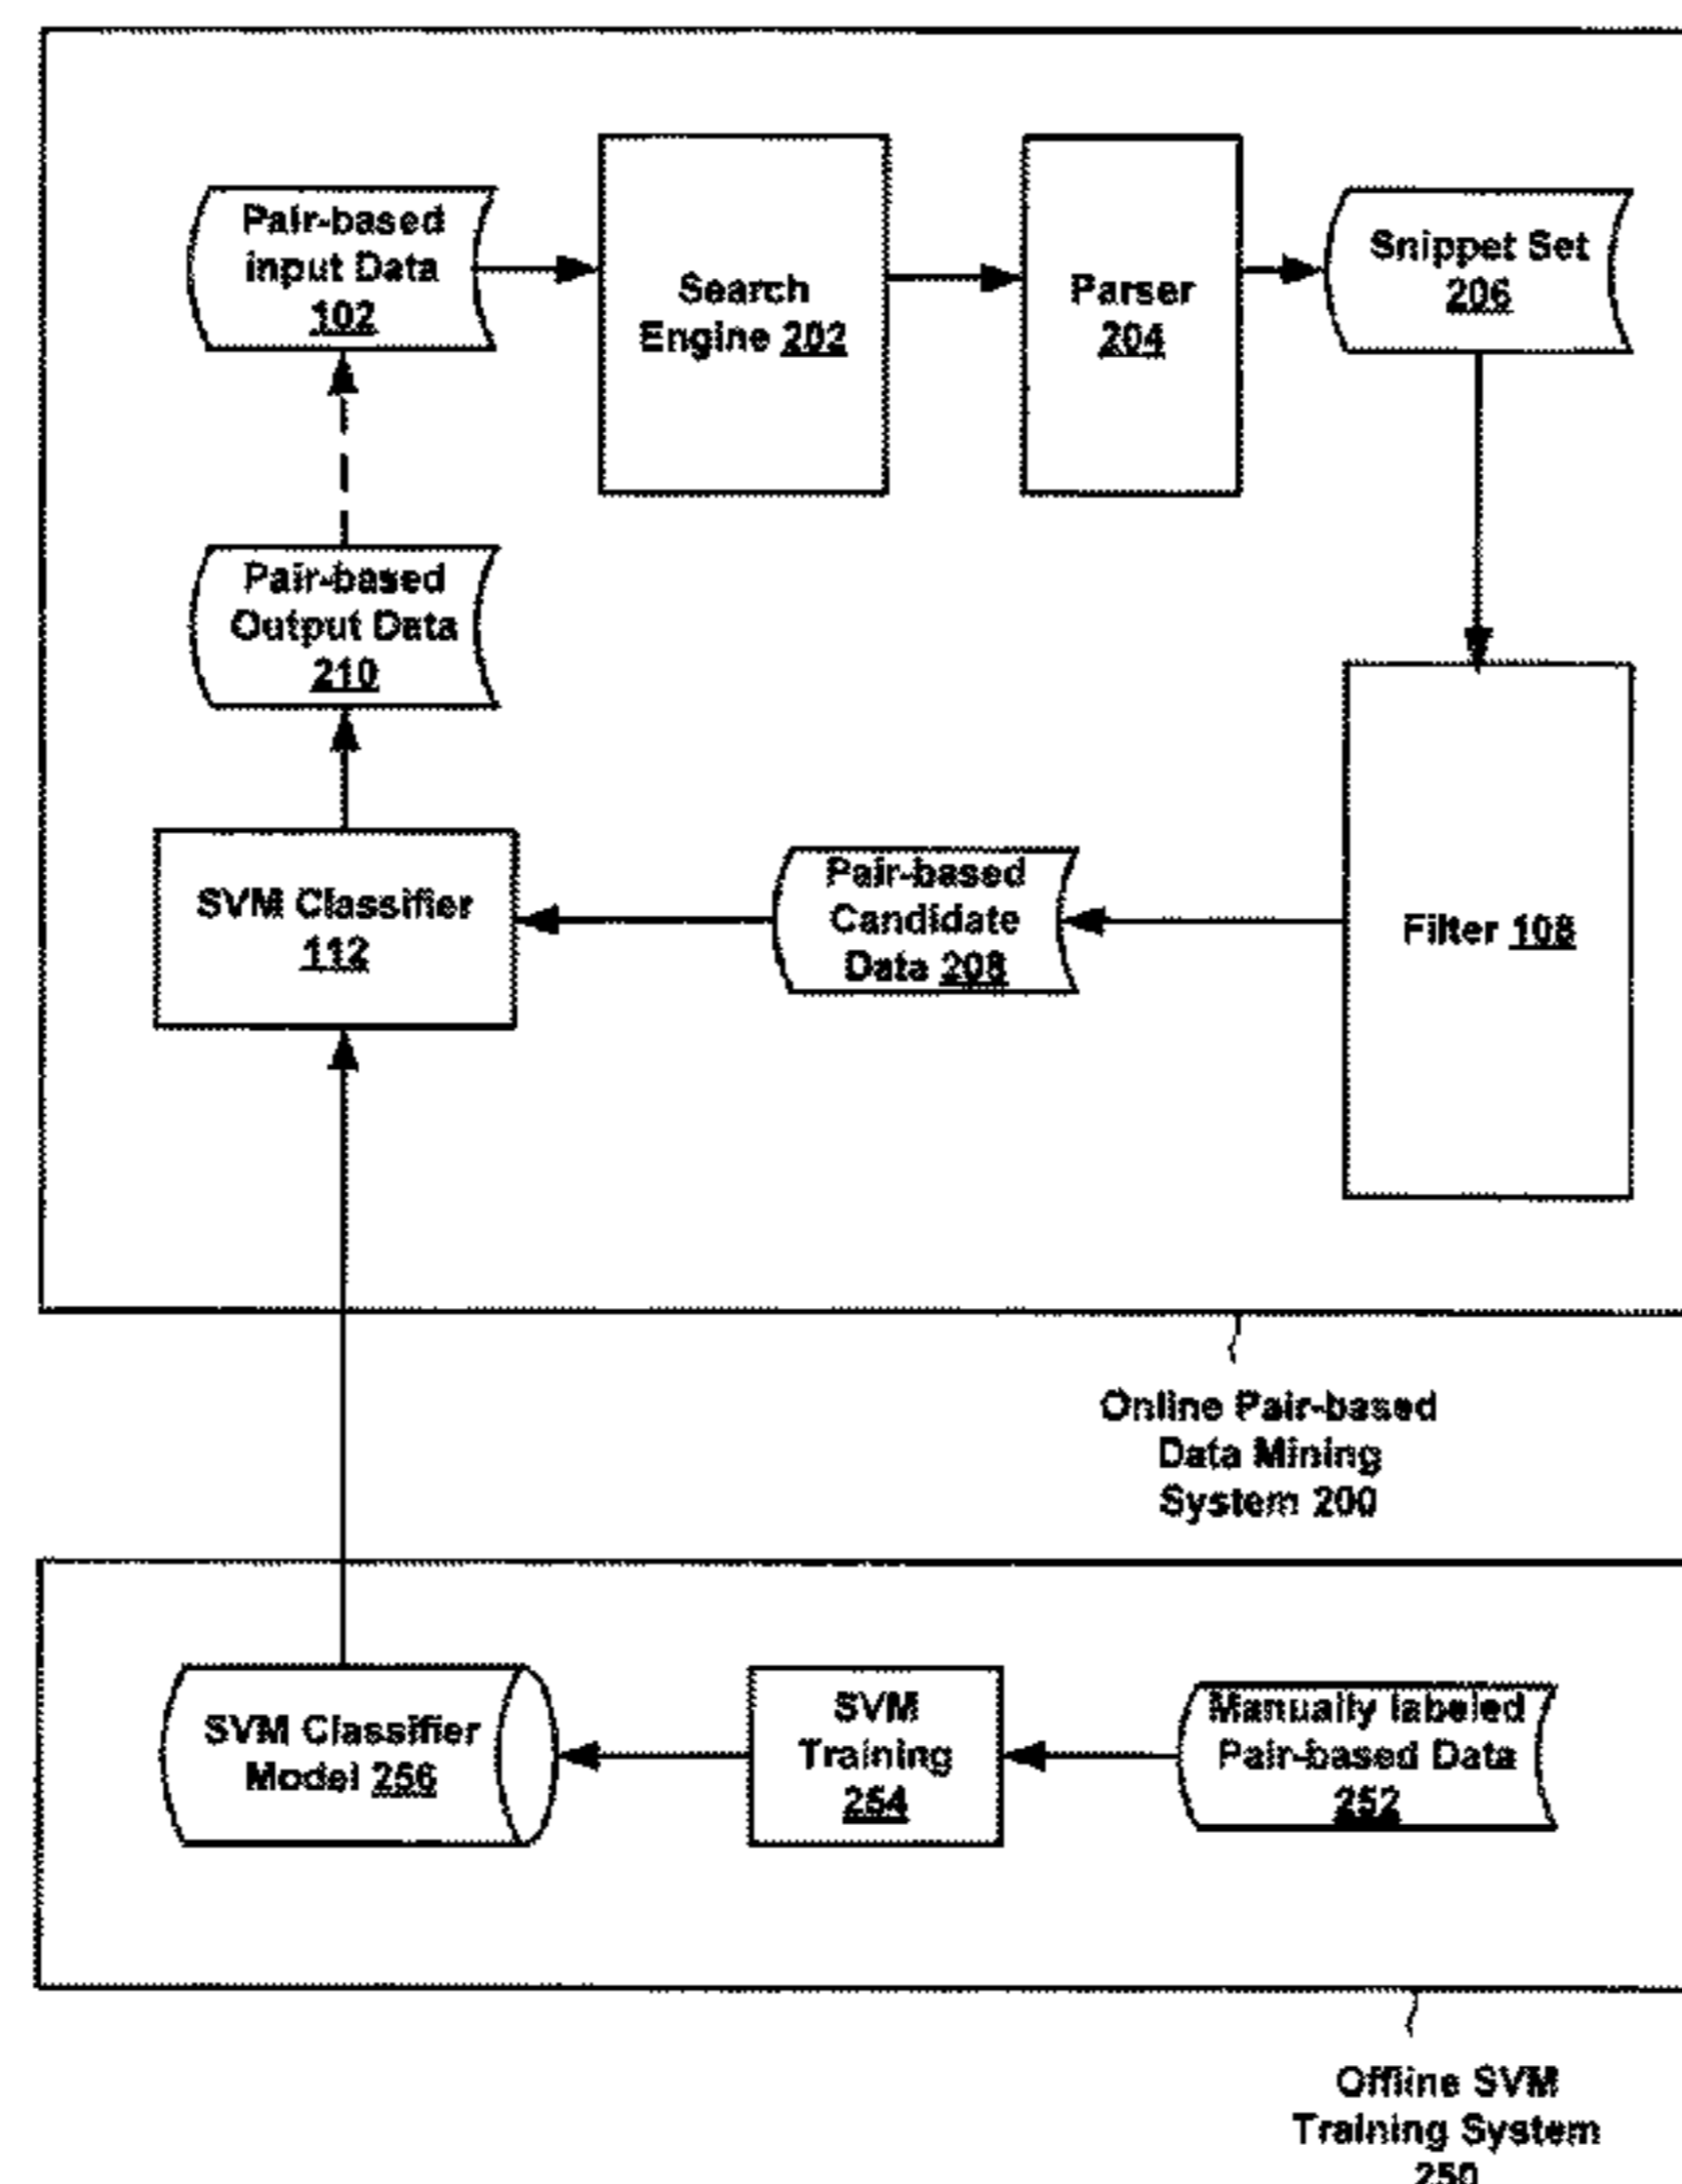 Pair-based
Input Data
102
Search
Engine 202
Parser
204
Snippet Set
206
Pair-based
Output Data
210
SVM Classifier
112
Pair-based
Candidate
Data 208
Filter 108
Online Pair-based
Data Mining
System 200
SVM Classifier
Model 256
SVM
Training
254
Manually labeled
Pair-based Data
252
Offline SVM
Training System
250